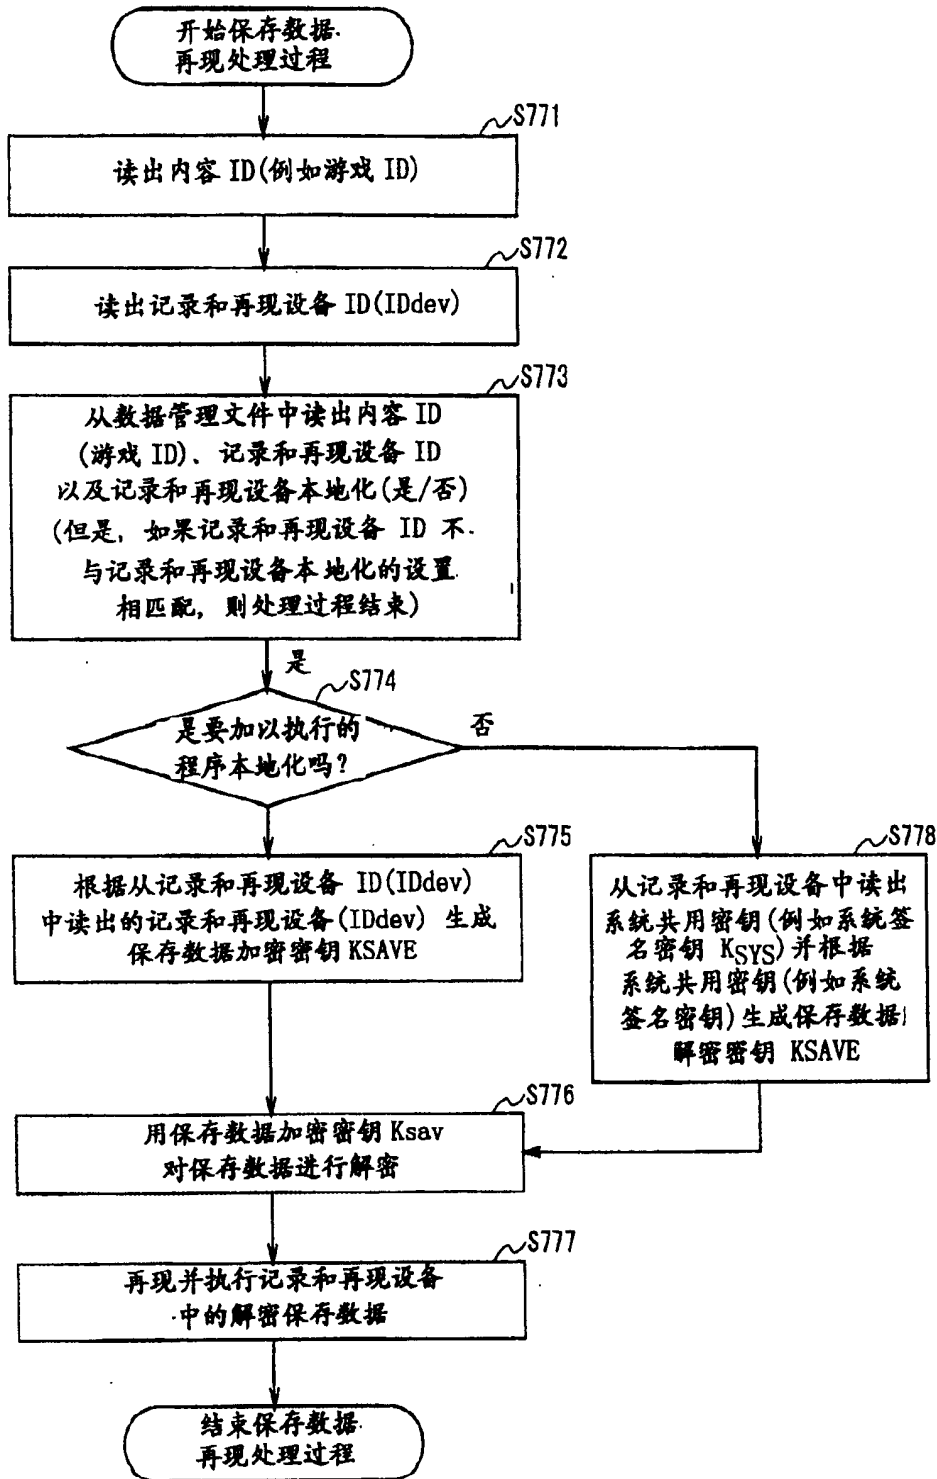 开始保存数据
再现处理过程
S771
读出内容 ID(例如游戏 ID)
S772
读出记录和再现设备 ID(IDdev)
S773
从数据管理文件中读出内容 ID
(游戏 ID)、记录和再现设备 ID
以及记录和再现设备本地化(是/否)
(但是, 如果记录和再现设备 ID 不
与记录和再现设备本地化的设置
相匹配, 则处理过程结束)
是
S774
是要加以执行的
程序本地化吗?
否
S775
根据从记录和再现设备 ID(IDdev)
中读出的记录和再现设备(IDdev) 生成
保存数据加密密钥 KSAVE
S778
从记录和再现设备中读出
系统共用密钥(例如系统签
名密钥 KSYS)并根据
系统共用密钥(例如系统
签名密钥)生成保存数据
解密密钥 KSAVE
S776
用保存数据加密密钥 Ksav
对保存数据进行解密
S777
再现并执行记录和再现设备
中的解密保存数据
结束保存数据
再现处理过程